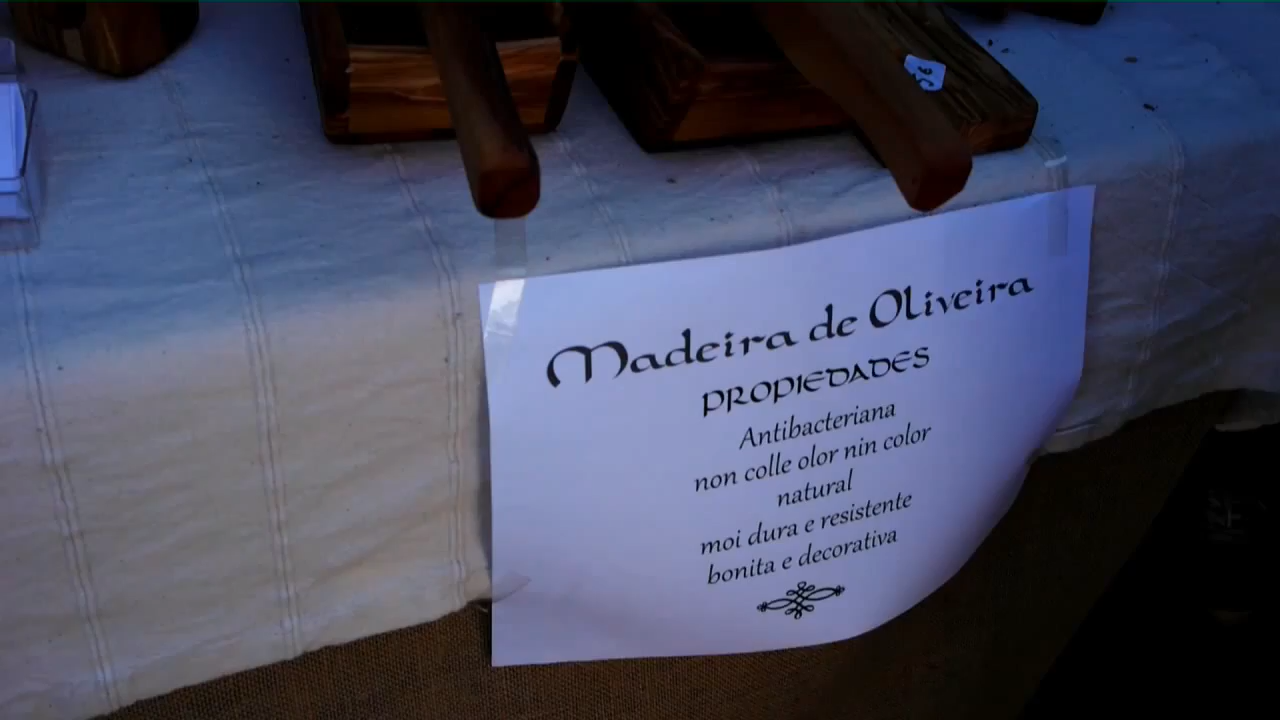 Madeira de Oliveira
PROPIEDADES
Antibacteriana
non colle olor nin color
natural
moi dura e resistente
bonita e decorativa